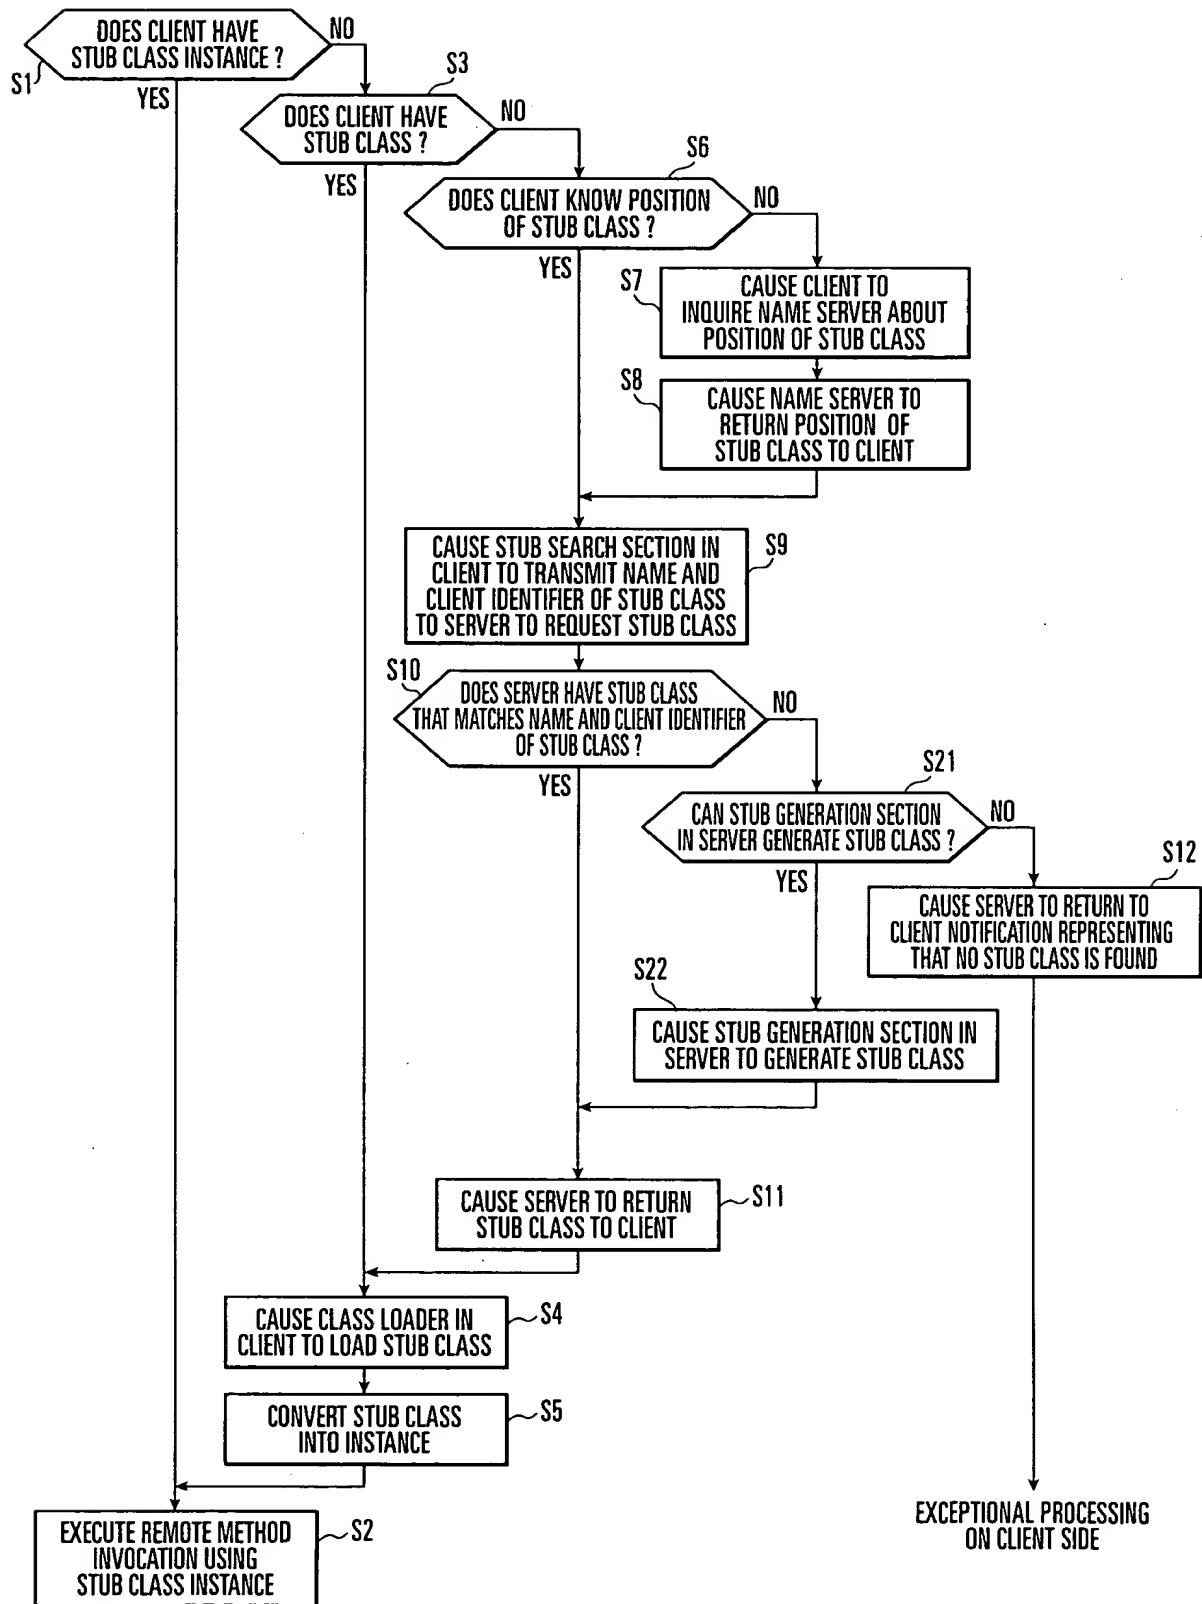 DOES CLIENT HAVE
STUB CLASS INSTANCE ?
NO
S1
YES
S3
DOES CLIENT HAVE
STUB CLASS ?
NO
YES
S6
DOES CLIENT KNOW POSITION
OF STUB CLASS ?
NO
YES
S7
CAUSE CLIENT TO
INQUIRE NAME SERVER ABOUT
POSITION OF STUB CLASS
S8
CAUSE NAME SERVER TO
RETURN POSITION OF
STUB CLASS TO CLIENT
CAUSE STUB SEARCH SECTION IN
CLIENT TO TRANSMIT NAME AND
CLIENT IDENTIFIER OF STUB CLASS
TO SERVER TO REQUEST STUB CLASS
S9
S10
DOES SERVER HAVE STUB CLASS
THAT MATCHES NAME AND CLIENT IDENTIFIER
OF STUB CLASS ?
NO
YES
S21
CAN STUB GENERATION SECTION
IN SERVER GENERATE STUB CLASS ?
NO
YES
S12
CAUSE SERVER TO RETURN TO
CLIENT NOTIFICATION REPRESENTING
THAT NO STUB CLASS IS FOUND
S22
CAUSE STUB GENERATION SECTION IN
SERVER TO GENERATE STUB CLASS
CAUSE SERVER TO RETURN
STUB CLASS TO CLIENT
S11
CAUSE CLASS LOADER IN
CLIENT TO LOAD STUB CLASS
S4
CONVERT STUB CLASS
INTO INSTANCE
S5
EXECUTE REMOTE METHOD
INVOCATION USING
STUB CLASS INSTANCE
S2
EXCEPTIONAL PROCESSING
ON CLIENT SIDE